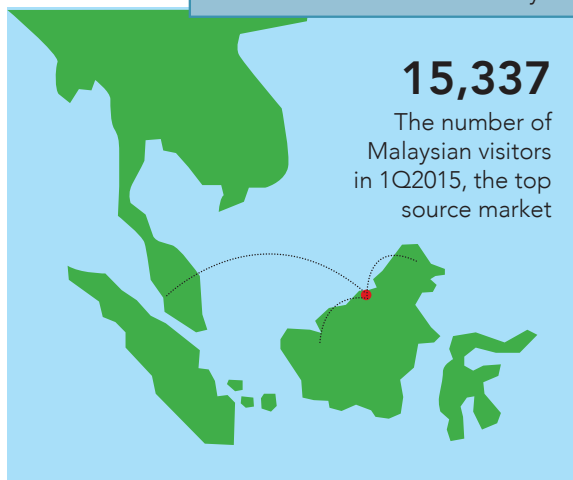 15,337
The number of
Malaysian visitors
in 1Q2015, the top
source market